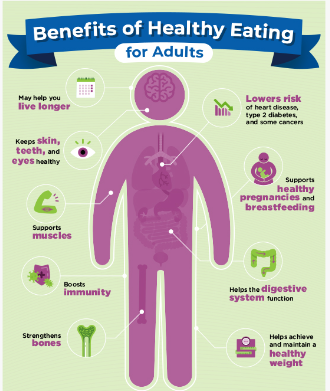 Benefits of Healthy Eating
for Adults
May help you
live longer
Lowers risk
of heart disease,
type 2 diabetes,
and some cancers
Keeps skin,
teeth, and
eyes healthy
Supports
healthy
pregnancies and
breastfeeding
Supports
muscles
Boosts
immunity
Helps the digestive
system function
Strengthens
bones
Helps achieve
and maintain a
healthy
weight